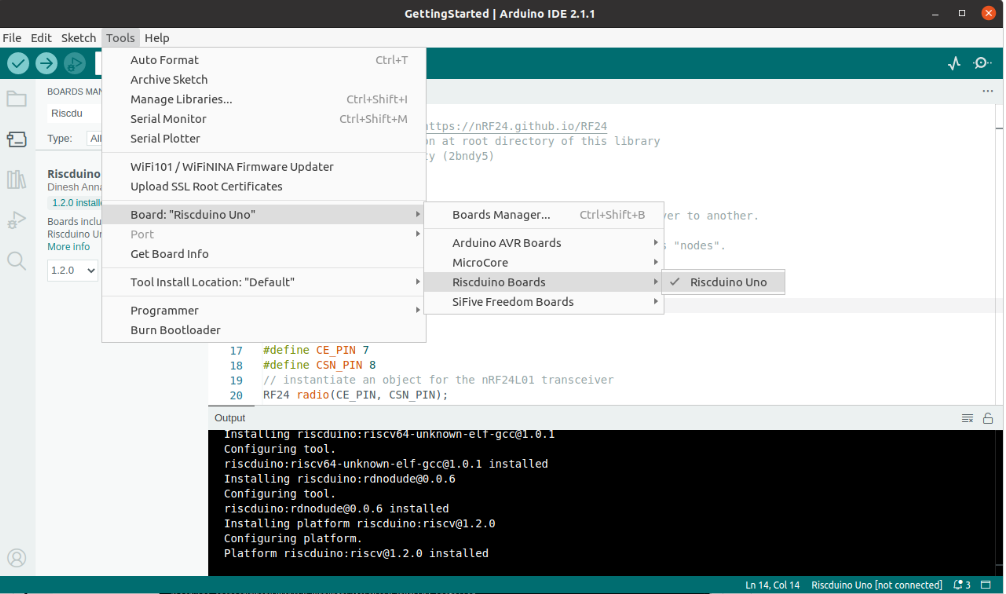 GettingStarted | Arduino IDE 2.1.1
File Edit Sketch Tools Help
BOARDS MAN
Riscdu
Type: All
Riscduino
Dinesh Anna
1.2.0 installe
Boards inclu
Riscduino Un
More info
1.2.0
Auto Format Ctrl+T
Archive Sketch
Manage Libraries... Ctrl+Shift+I
Serial Monitor Ctrl+Shift+M
Serial Plotter
WiFi101 / WiFiNINA Firmware Updater
Upload SSL Root Certificates
Board: "Riscduino Uno"
Port
Get Board Info
Tool Install Location: "Default"
Programmer
Burn Bootloader
Boards Manager... Ctrl+Shift+B
Arduino AVR Boards
MicroCore
Riscduino Boards
SiFive Freedom Boards
Riscduino Uno
https://nRF24.github.io/RF24
on at root directory of this library
ty (2bndy5)
ver to another.
s "nodes".
17 #define CE_PIN 7
18 #define CSN_PIN 8
19 // instantiate an object for the nRF24L01 transceiver
20 RF24 radio(CE_PIN, CSN_PIN);
Output
Installing riscduino:riscv64-unknown-elf-gcc@1.0.1
Configuring tool.
riscduino:riscv64-unknown-elf-gcc@1.0.1 installed
Installing riscduino:rdnodude@0.0.6
Configuring tool.
riscduino:rdnodude@0.0.6 installed
Installing platform riscduino:riscv@1.2.0
Configuring platform.
Platform riscduino:riscv@1.2.0 installed
Ln 14, Col 14 Riscduino Uno [not connected] 3